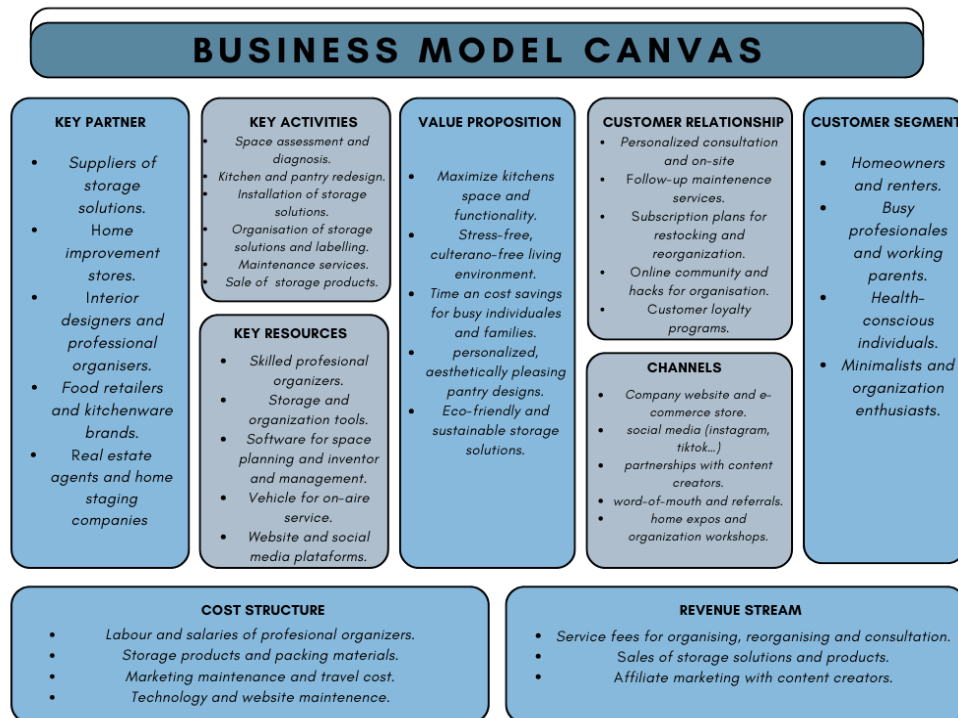 BUSINESS MODEL CANVAS
KEY PARTNER
• Suppliers of
storage
solutions.
• Home
improvement
stores.
• Interior
designers and
professional
organisers.
• Food retailers
and kitchenware
brands.
• Real estate
agents and home
staging
companies
KEY ACTIVITIES
• Space assessment and
diagnosis.
• Kitchen and pantry redesign.
• Installation of storage
solutions.
• Organisation of storage
solutions and labelling.
• Maintenance services.
• Sale of storage products.
KEY RESOURCES
• Skilled profesional
organizers.
• Storage and
organization tools.
• Software for space
planning and inventor
and management.
• Vehicle for on-aire
service.
• Website and social
media plataforms.
VALUE PROPOSITION
• Maximize kitchens
space and
functionality.
• Stress-free,
culterano-free living
environment.
• Time an cost savings
for busy individuales
and families.
• personalized,
aesthetically pleasing
pantry designs.
• Eco-friendly and
sustainable storage
solutions.
CUSTOMER RELATIONSHIP
• Personalized consultation
and on-site
• Follow-up maintenence
services.
• Subscription plans for
restocking and
reorganization.
• Online community and
hacks for organisation.
• Customer loyalty
programs.
CHANNELS
• Company website and e-
commerce store.
• social media (instagram,
tiktok...)
• partnerships with content
creators.
• word-of-mouth and referrals.
• home expos and
organization workshops.
CUSTOMER SEGMENT
• Homeowners
and renters.
• Busy
profesionales
and working
parents.
• Health-
conscious
individuals.
• Minimalists and
organization
enthusiasts.
COST STRUCTURE
• Labour and salaries of profesional organizers.
• Storage products and packing materials.
• Marketing maintenance and travel cost.
• Technology and website maintenence.
REVENUE STREAM
• Service fees for organising, reorganising and consultation.
• Sales of storage solutions and products.
• Affiliate marketing with content creators.